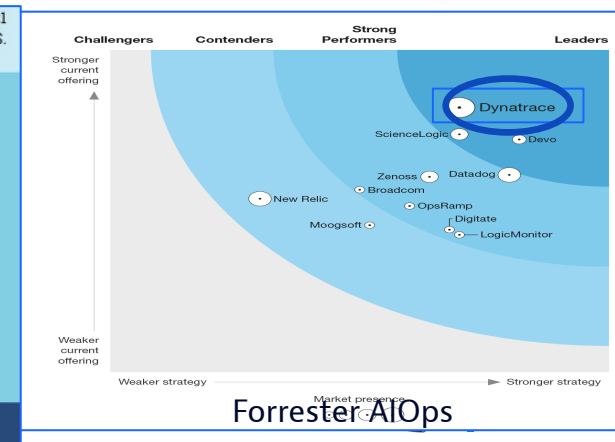 Challengers
Contenders
Strong
Performers
Leaders
Stronger
current
offering
Dynatrace
ScienceLogic
Devo
Zenoss
Datadog
Broadcom
New Relic
OpsRamp
Digitate
Moogsoft
LogicMonitor
Weaker
current
offering
Weaker strategy
Stronger strategy
Market presence
Forrester AIOps